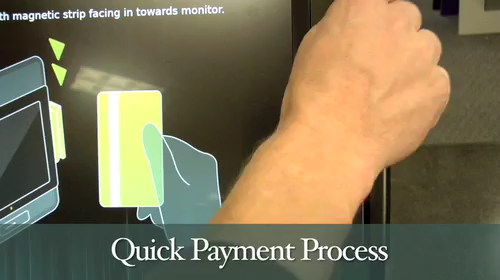 th magnetic strip facing in towards monitor.
Quick Payment Process